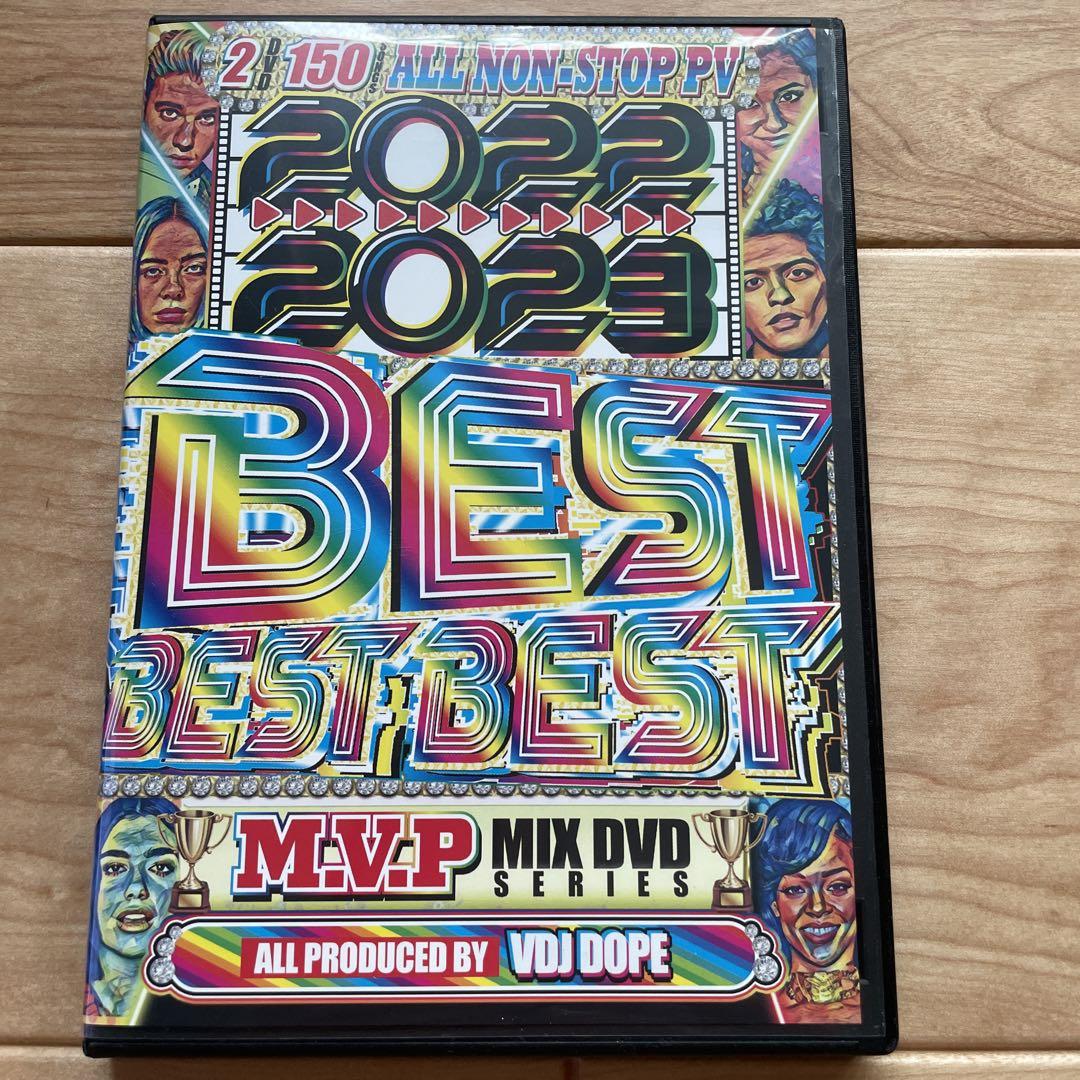 2 DVD 150 SONGS ALL NON-STOP PV
2022
2023
BEST
BEST BEST
M.V.P MIX DVD
SERIES
ALL PRODUCED BY VDJ DOPE